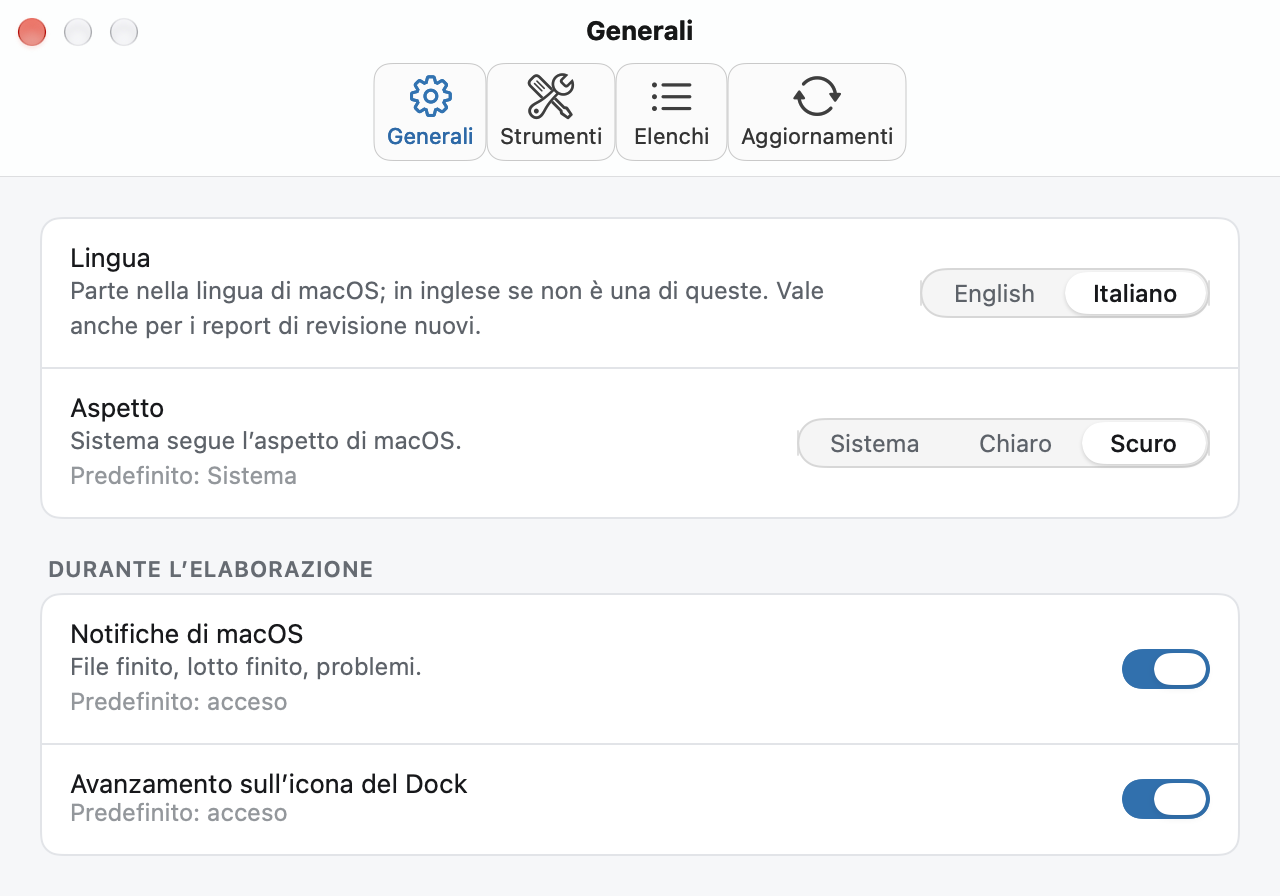 Generali
Generali
Strumenti
Elenchi
Aggiornamenti
Lingua
Parte nella lingua di macOS; in inglese se non è una di queste. Vale
anche per i report di revisione nuovi.
English
Italiano
Aspetto
Sistema segue l’aspetto di macOS.
Predefinito: Sistema
Sistema
Chiaro
Scuro
DURANTE L’ELABORAZIONE
Notifiche di macOS
File finito, lotto finito, problemi.
Predefinito: acceso
Avanzamento sull’icona del Dock
Predefinito: acceso